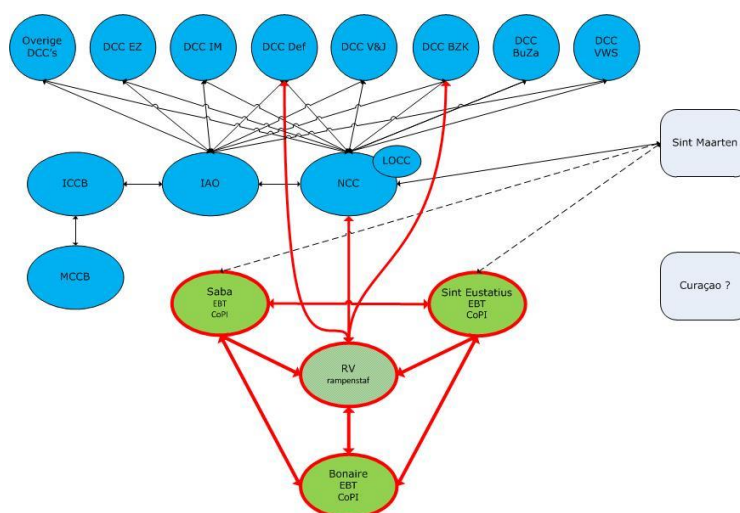 Overige
DCC's
DCC EZ
DCC IM
DCC Def
DCC V&J
DCC BZK
DCC
BuZa
DCC
VWS
LOCC
Sint Maarten
ICCB
IAO
NCC
MCCB
Saba
EBT
CoPI
Sint Eustatius
EBT
CoPI
Curaçao ?
RV
rampenstaf
Bonaire
EBT
CoPI